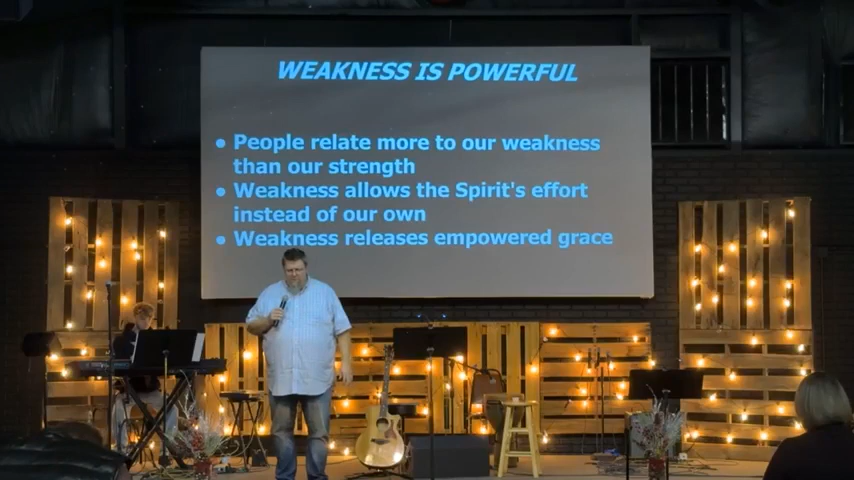 WEAKNESS IS POWERFUL
● People relate more to our weakness
than our strength
● Weakness allows the Spirit's effort
instead of our own
● Weakness releases empowered grace